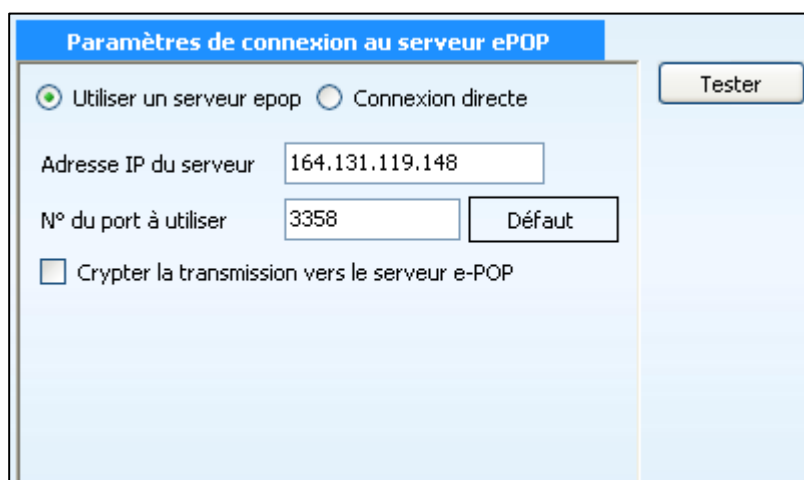 Paramètres de connexion au serveur ePOP
Utiliser un serveur epop Connexion directe
Tester
Adresse IP du serveur 164.131.119.148
N° du port à utiliser 3358 Défaut
Crypter la transmission vers le serveur e-POP